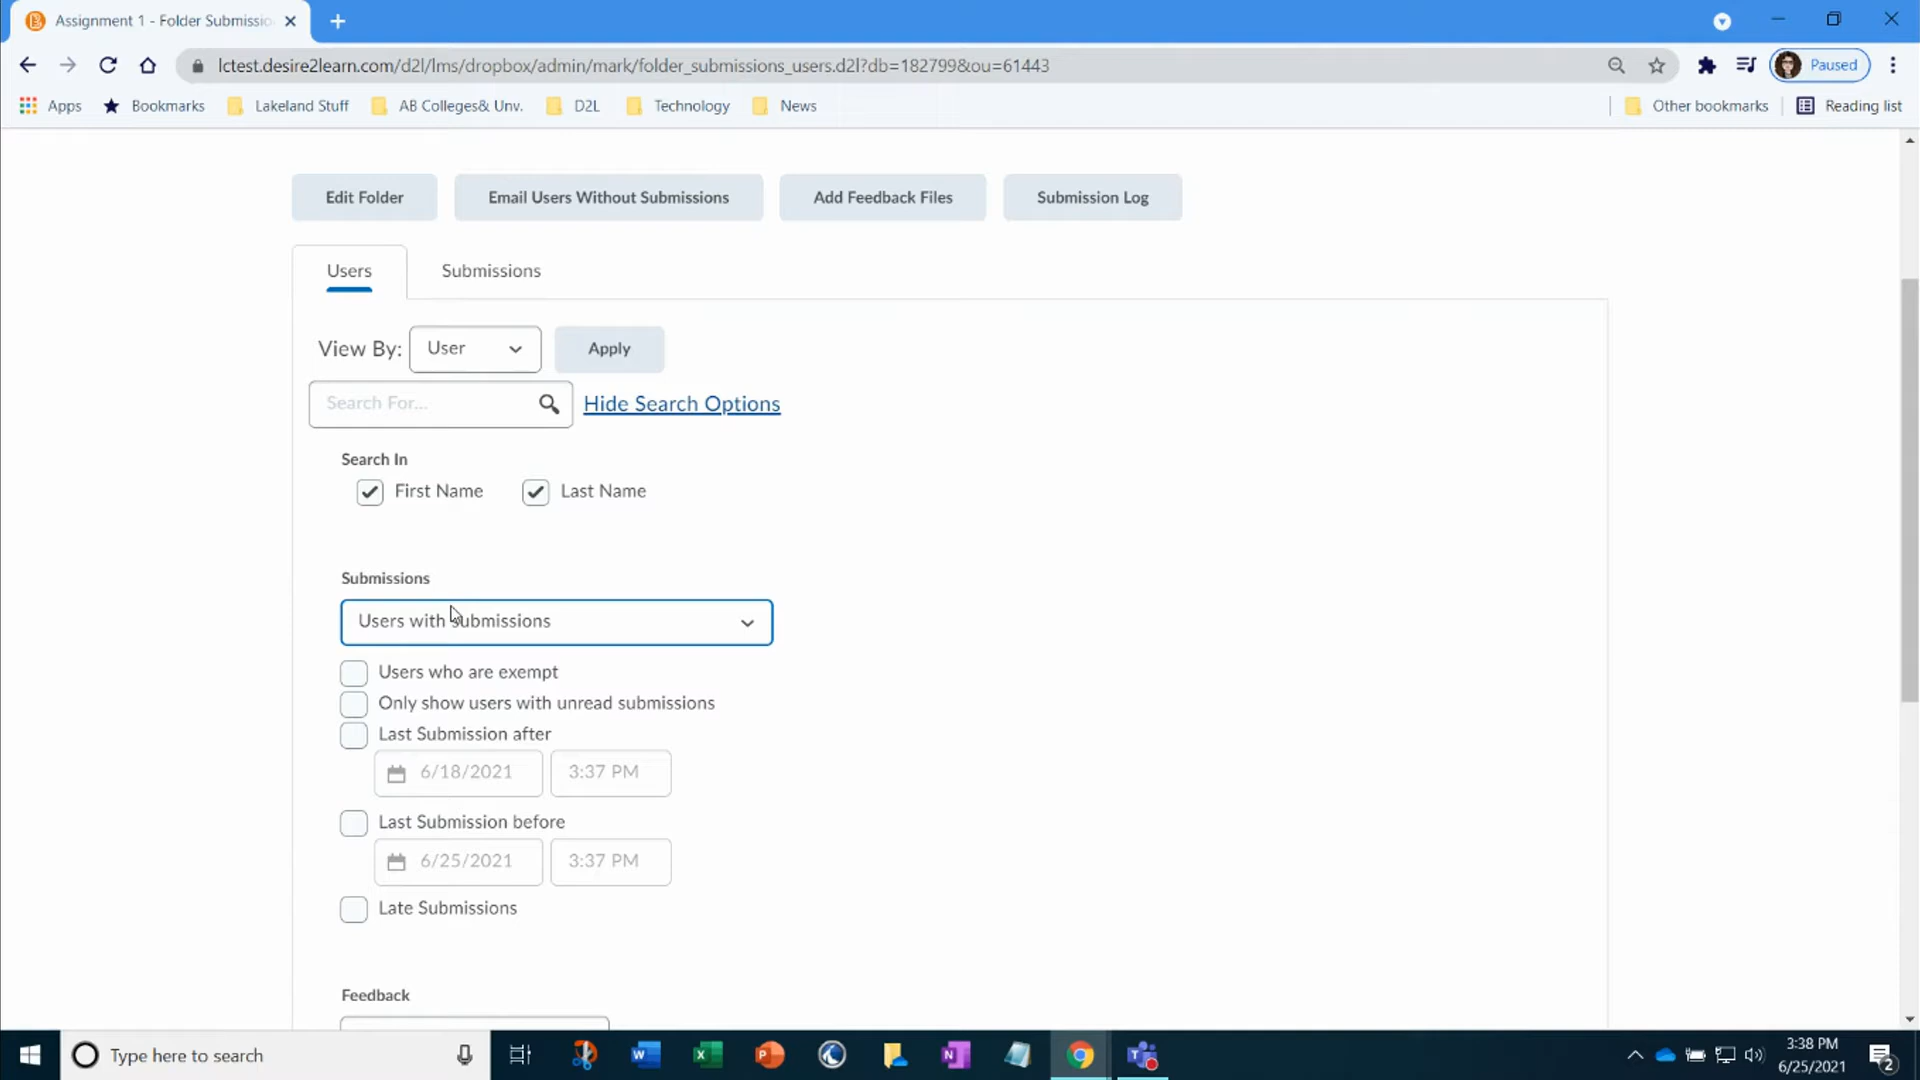 Assignment 1 - Folder Submissio
lctest.desire2learn.com/d2l/lms/dropbox/admin/mark/folder_submissions_users.d2l?db=182799&ou=61443
Paused
Apps
Bookmarks
Lakeland Stuff
AB Colleges& Unv.
D2L
Technology
News
Other bookmarks
Reading list
Edit Folder
Email Users Without Submissions
Add Feedback Files
Submission Log
Users
Submissions
View By:
User
Apply
Search For...
Hide Search Options
Search In
First Name
Last Name
Submissions
Users with submissions
Users who are exempt
Only show users with unread submissions
Last Submission after
6/18/2021
3:37 PM
Last Submission before
6/25/2021
3:37 PM
Late Submissions
Feedback
Type here to search
3:38 PM
6/25/2021
2